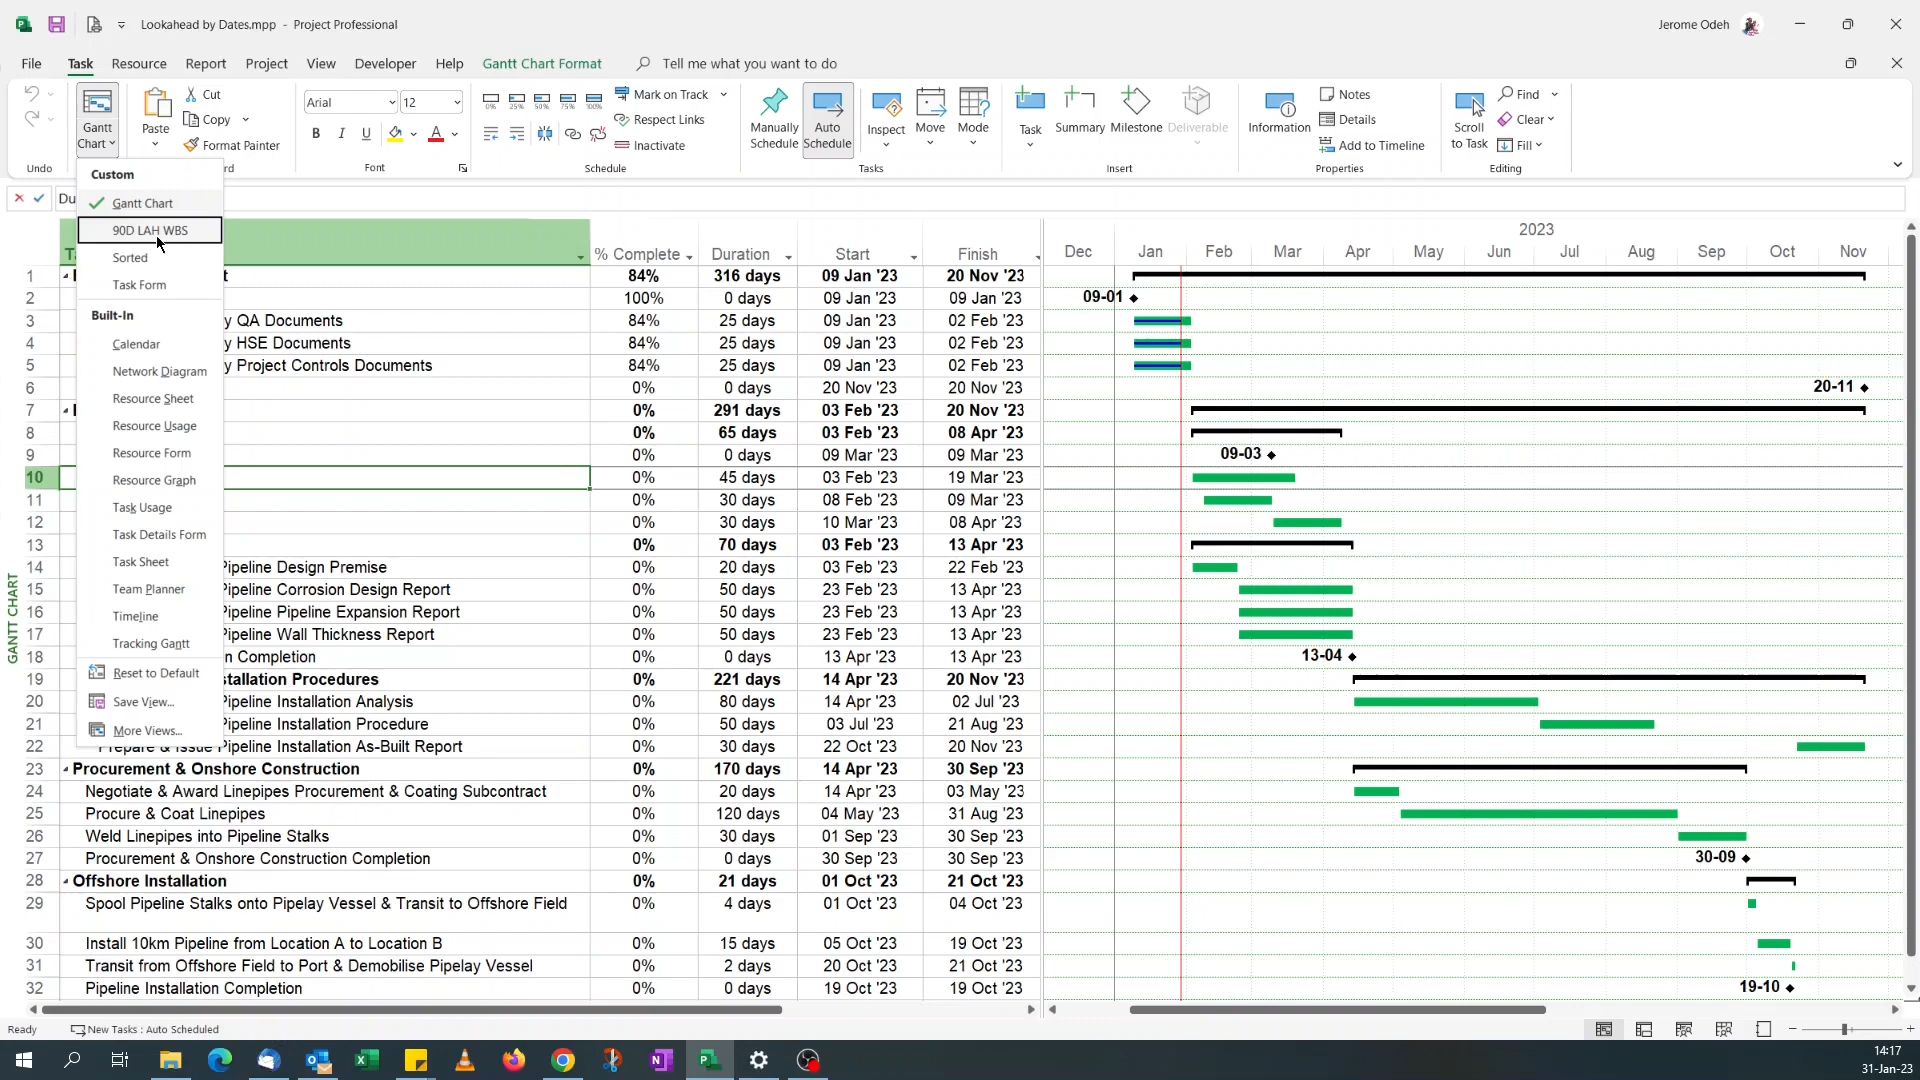 Lookahead by Dates.mpp - Project Professional
Jerome Odeh
File Task Resource Report Project View Developer Help Gantt Chart Format Tell me what you want to do
Undo
Gantt Chart
Paste
Cut
Copy
Format Painter
rd
Arial 12
B I U A
Font
0% 25% 50% 75% 100%
Mark on Track
Respect Links
Inactivate
Schedule
Manually Schedule
Auto Schedule
Inspect
Move
Mode
Tasks
Task
Summary
Milestone
Deliverable
Insert
Information
Notes
Details
Add to Timeline
Properties
Scroll to Task
Find
Clear
Fill
Editing
Du
Custom
Gantt Chart
90D LAH WBS
Sorted
Task Form
Built-In
Calendar
Network Diagram
Resource Sheet
Resource Usage
Resource Form
Resource Graph
Task Usage
Task Details Form
Task Sheet
Team Planner
Timeline
Tracking Gantt
Reset to Default
Save View...
More Views...
GANTT CHART
% Complete Duration Start Finish
1 t 84% 316 days 09 Jan '23 20 Nov '23
2 100% 0 days 09 Jan '23 09 Jan '23
3 y QA Documents 84% 25 days 09 Jan '23 02 Feb '23
4 y HSE Documents 84% 25 days 09 Jan '23 02 Feb '23
5 y Project Controls Documents 84% 25 days 09 Jan '23 02 Feb '23
6 0% 0 days 20 Nov '23 20 Nov '23
7 0% 291 days 03 Feb '23 20 Nov '23
8 0% 65 days 03 Feb '23 08 Apr '23
9 0% 0 days 09 Mar '23 09 Mar '23
10 0% 45 days 03 Feb '23 19 Mar '23
11 0% 30 days 08 Feb '23 09 Mar '23
12 0% 30 days 10 Mar '23 08 Apr '23
13 0% 70 days 03 Feb '23 13 Apr '23
14 Pipeline Design Premise 0% 20 days 03 Feb '23 22 Feb '23
15 Pipeline Corrosion Design Report 0% 50 days 23 Feb '23 13 Apr '23
16 Pipeline Pipeline Expansion Report 0% 50 days 23 Feb '23 13 Apr '23
17 Pipeline Wall Thickness Report 0% 50 days 23 Feb '23 13 Apr '23
18 n Completion 0% 0 days 13 Apr '23 13 Apr '23
19 stallation Procedures 0% 221 days 14 Apr '23 20 Nov '23
20 Pipeline Installation Analysis 0% 80 days 14 Apr '23 02 Jul '23
21 Pipeline Installation Procedure 0% 50 days 03 Jul '23 21 Aug '23
22 Prepare & Issue Pipeline Installation As-Built Report 0% 30 days 22 Oct '23 20 Nov '23
23 Procurement & Onshore Construction 0% 170 days 14 Apr '23 30 Sep '23
24 Negotiate & Award Linepipes Procurement & Coating Subcontract 0% 20 days 14 Apr '23 03 May '23
25 Procure & Coat Linepipes 0% 120 days 04 May '23 31 Aug '23
26 Weld Linepipes into Pipeline Stalks 0% 30 days 01 Sep '23 30 Sep '23
27 Procurement & Onshore Construction Completion 0% 0 days 30 Sep '23 30 Sep '23
28 Offshore Installation 0% 21 days 01 Oct '23 21 Oct '23
29 Spool Pipeline Stalks onto Pipelay Vessel & Transit to Offshore Field 0% 4 days 01 Oct '23 04 Oct '23
30 Install 10km Pipeline from Location A to Location B 0% 15 days 05 Oct '23 19 Oct '23
31 Transit from Offshore Field to Port & Demobilise Pipelay Vessel 0% 2 days 20 Oct '23 21 Oct '23
32 Pipeline Installation Completion 0% 0 days 19 Oct '23 19 Oct '23
2023
Dec Jan Feb Mar Apr May Jun Jul Aug Sep Oct Nov
09-01
20-11
09-03
13-04
30-09
19-10
Ready New Tasks : Auto Scheduled
14:17
31-Jan-23